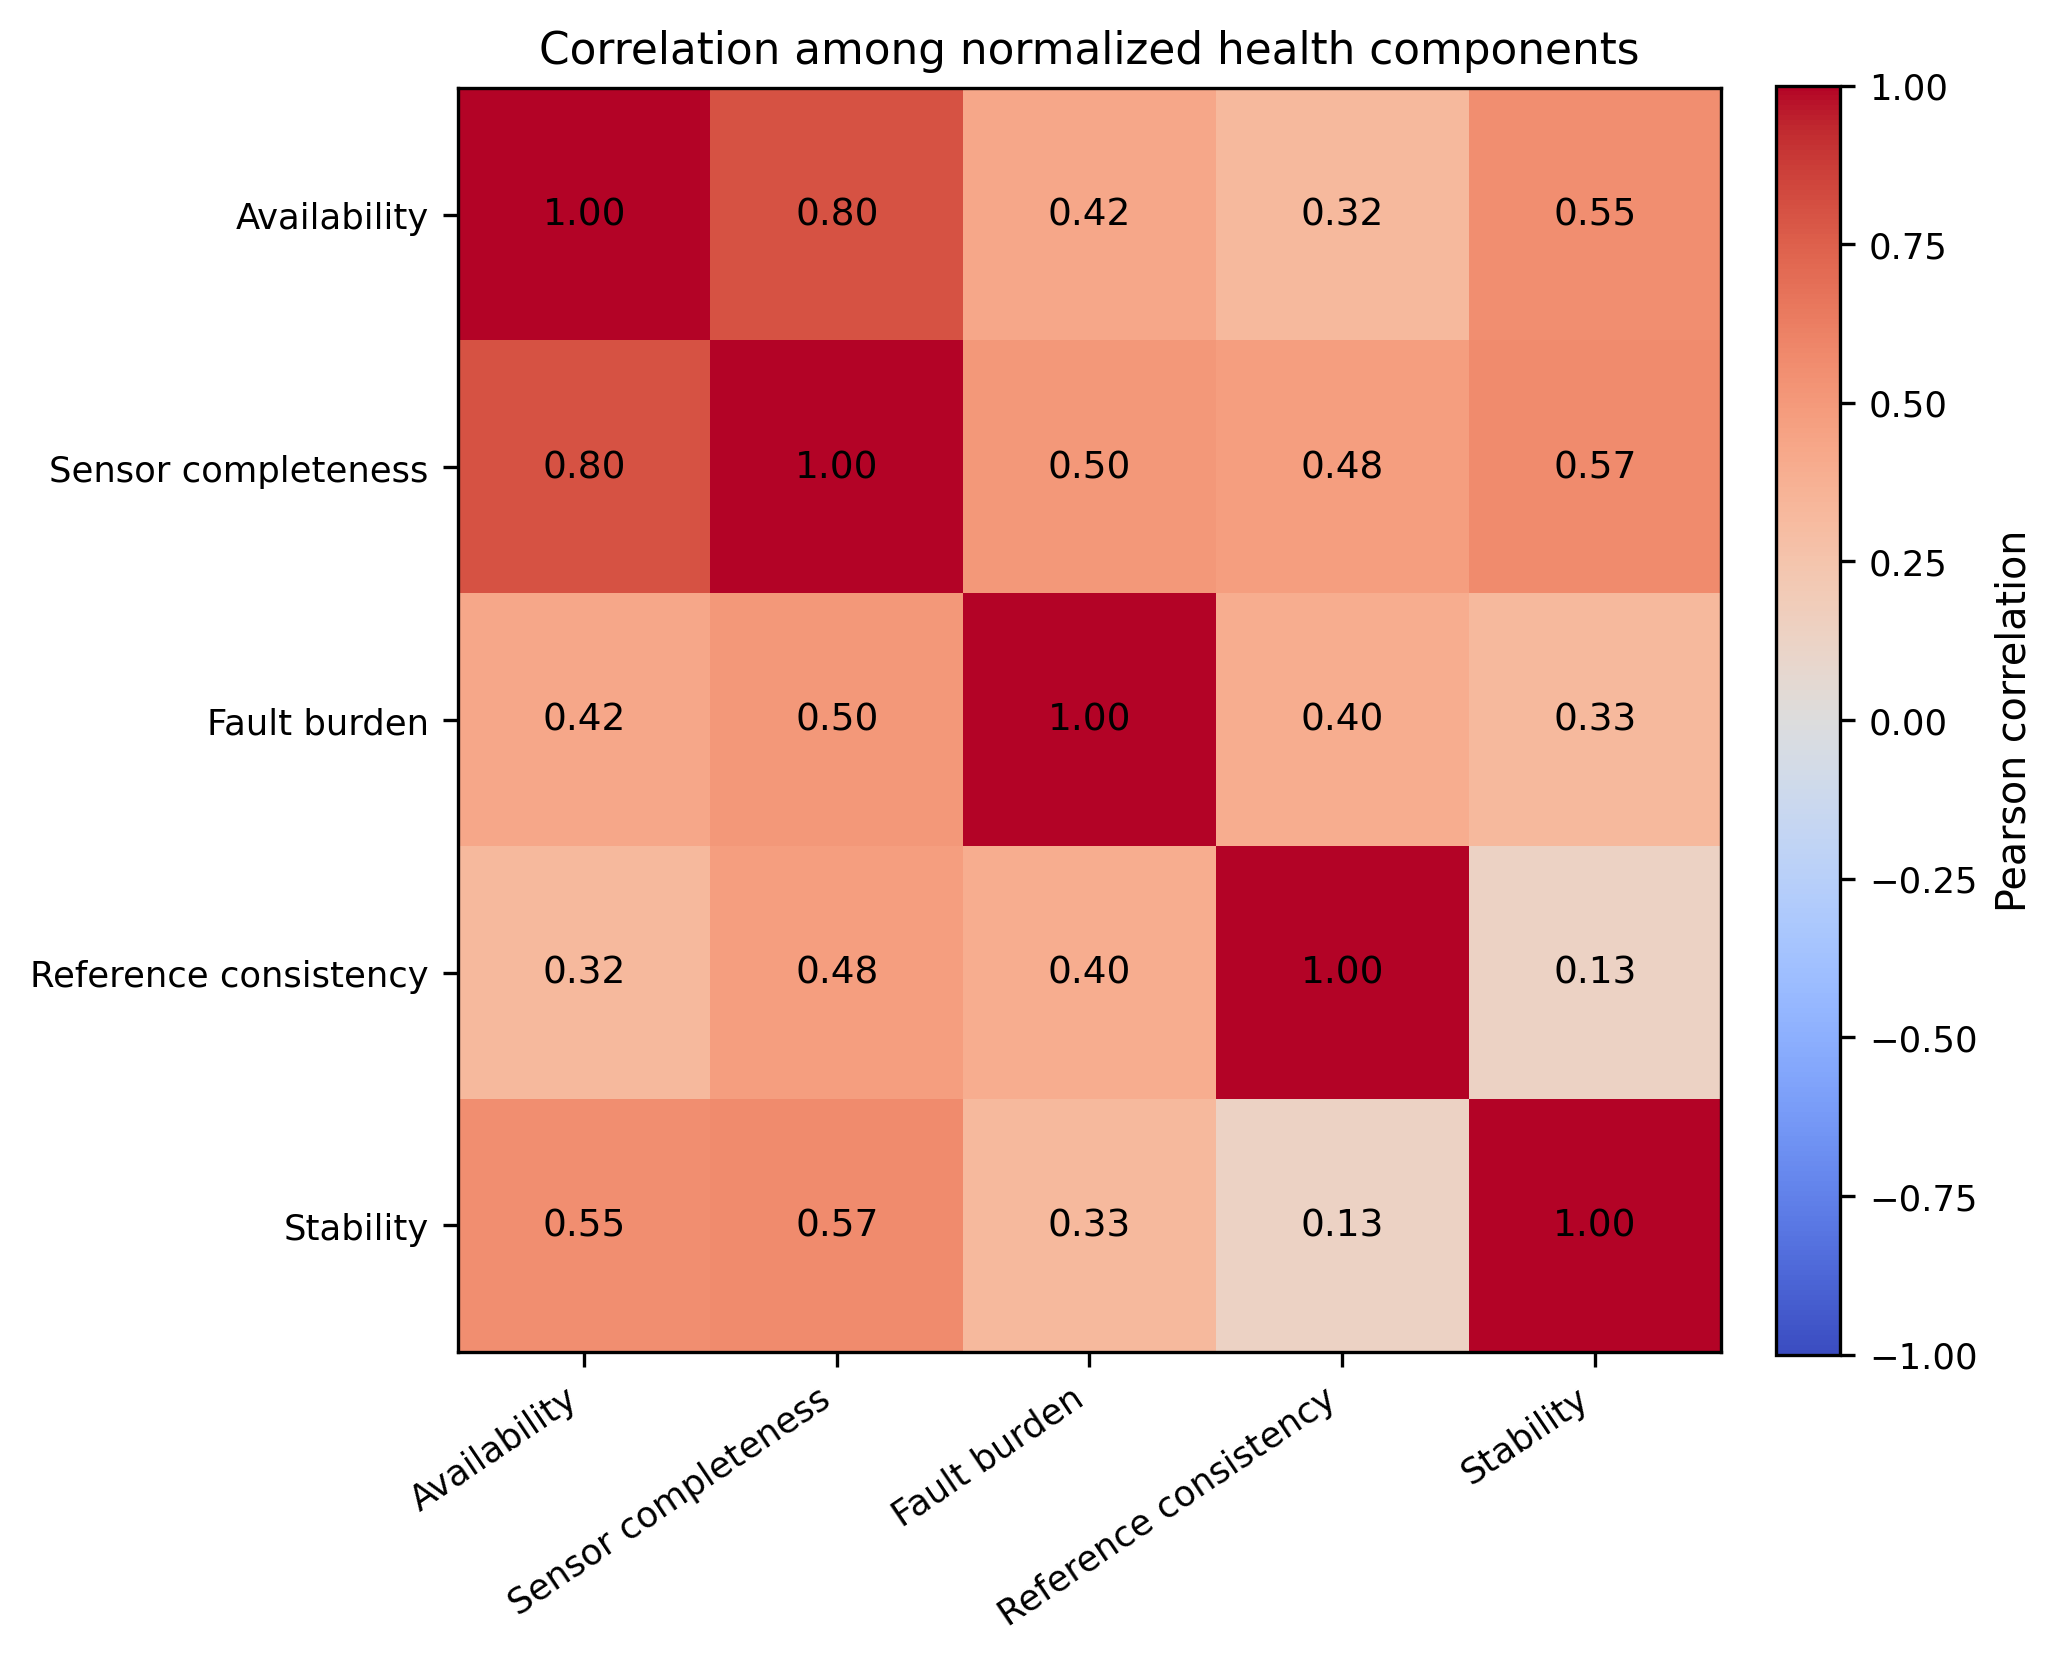 Correlation among normalized health components
Availability 1.00 0.80 0.42 0.32 0.55
Sensor completeness 0.80 1.00 0.50 0.48 0.57
Fault burden 0.42 0.50 1.00 0.40 0.33
Reference consistency 0.32 0.48 0.40 1.00 0.13
Stability 0.55 0.57 0.33 0.13 1.00
Availability
Sensor completeness
Fault burden
Reference consistency
Stability
1.00
0.75
0.50
0.25
0.00
−0.25
−0.50
−0.75
−1.00
Pearson correlation